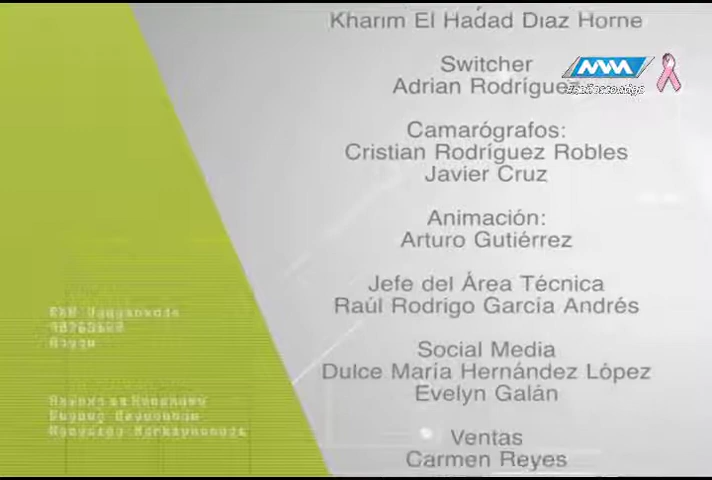 Kharim El Hadad Diaz Horne
Switcher
Adrian Rodríguez
Camarógrafos:
Cristian Rodríguez Robles
Javier Cruz
Animación:
Arturo Gutiérrez
Jefe del Área Técnica
Raúl Rodrigo García Andrés
Social Media
Dulce María Hernández López
Evelyn Galán
Ventas
Carmen Reyes